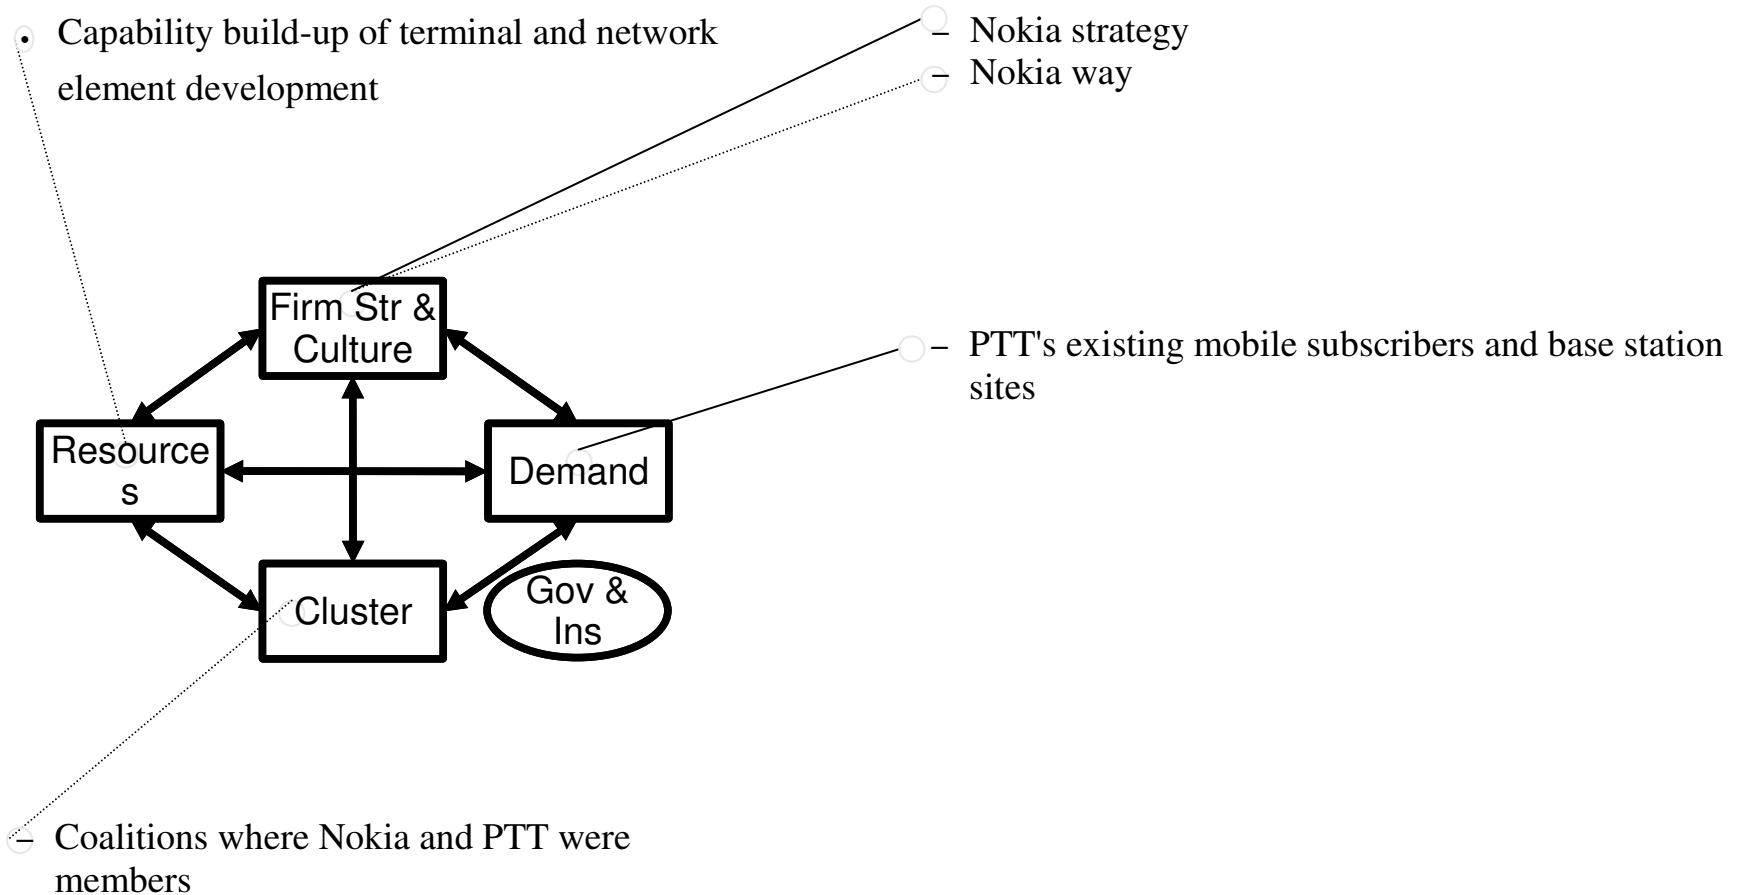 • Capability build-up of terminal and network
element development
– Nokia strategy
– Nokia way
Firm Str &
Culture
– PTT's existing mobile subscribers and base station
sites
Resource
s
Demand
Cluster
Gov &
Ins
– Coalitions where Nokia and PTT were
members